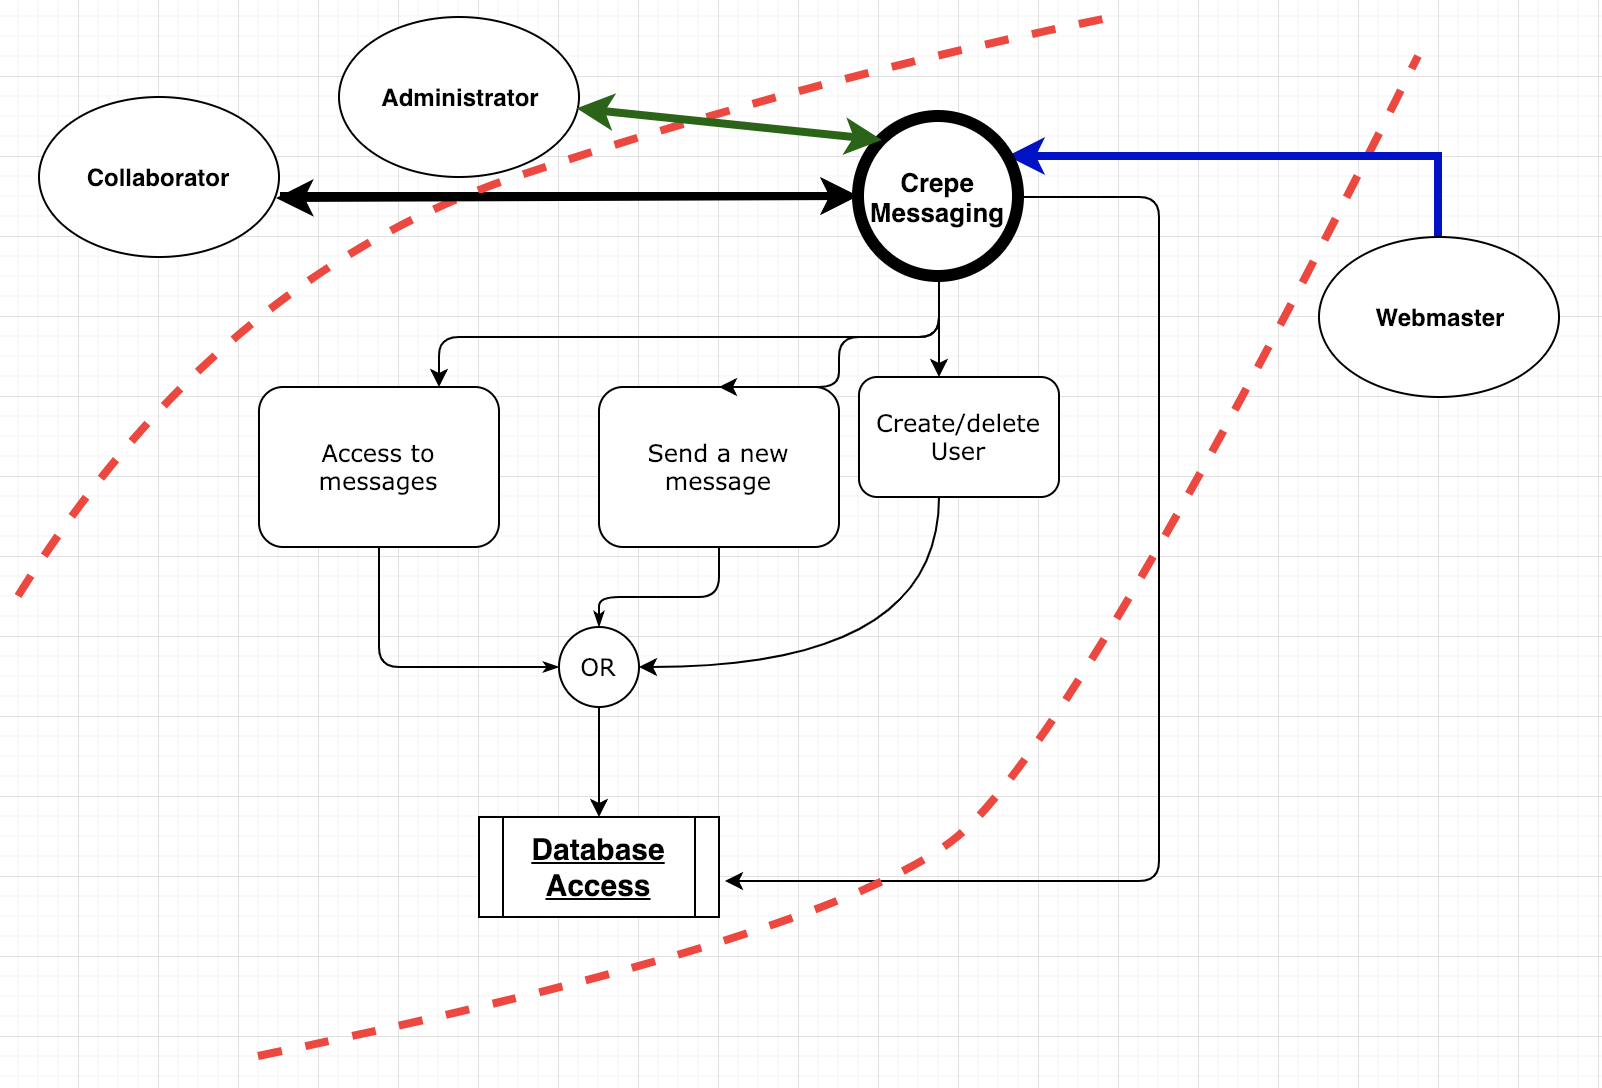 Administrator
Collaborator
Crepe
Messaging
Webmaster
Access to
messages
Send a new
message
Create/delete
User
OR
Database
Access